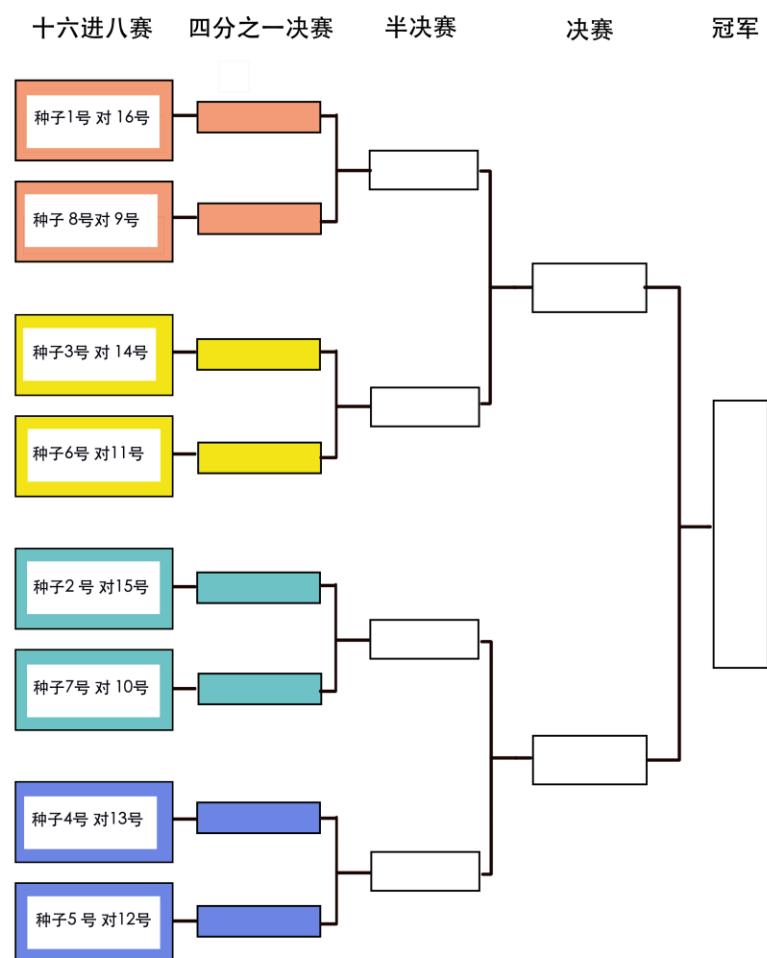 十六进八赛 四分之一决赛 半决赛 决赛 冠军
种子1号 对 16号
种子 8号对 9号
种子3号 对 14号
种子6号 对11号
种子2 号 对15号
种子7号 对 10号
种子4号 对13号
种子5 号 对12号